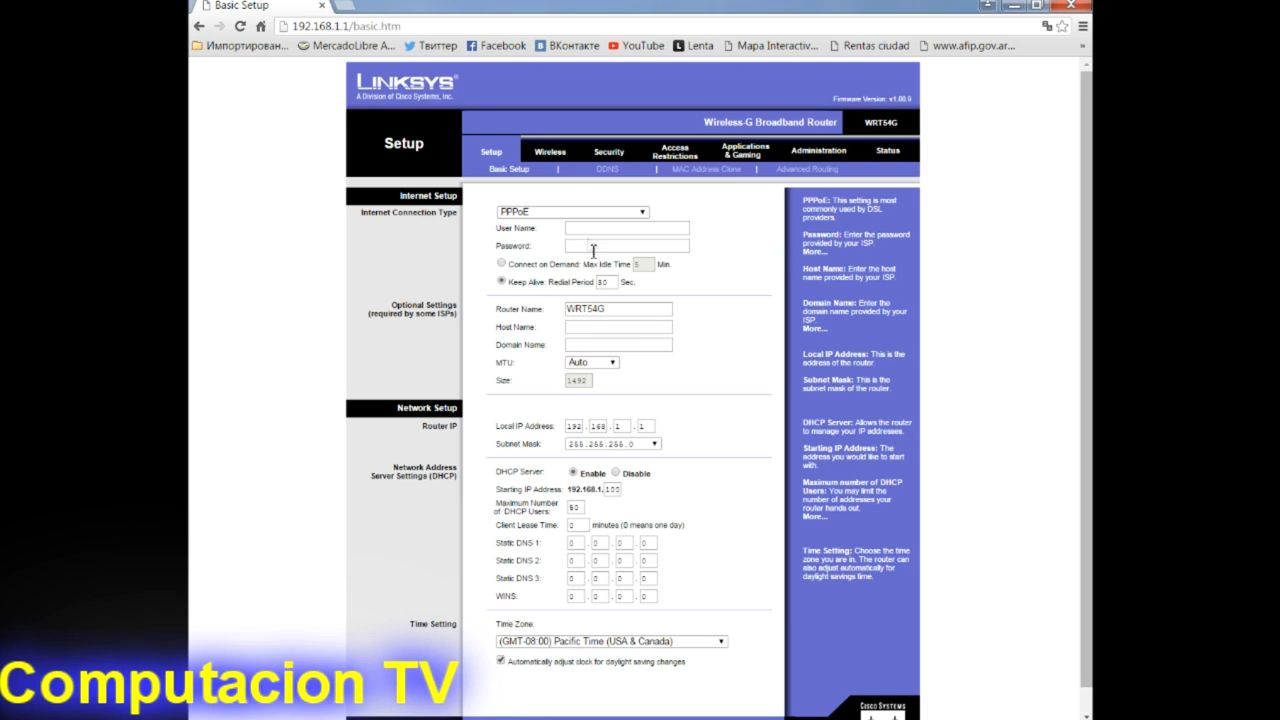 Basic Setup ×
192.168.1.1/basic.htm
Импортирован... MercadoLibre A... Твиттер Facebook ВКонтакте YouTube Lenta Mapa Interactiv... Rentas ciudad www.afip.gov.ar... »
LINKSYS®
A Division of Cisco Systems, Inc.
Firmware Version: v1.00.9
Wireless-G Broadband Router WRT54G
Setup
Setup Wireless Security Access Restrictions Applications & Gaming Administration Status
Basic Setup | DDNS | MAC Address Clone | Advanced Routing
Internet Setup
Internet Connection Type
PPPoE
User Name:
Password:
Connect on Demand: Max Idle Time 5 Min.
Keep Alive: Redial Period 30 Sec.
Optional Settings
(required by some ISPs)
Router Name: WRT54G
Host Name:
Domain Name:
MTU: Auto
Size: 1492
Network Setup
Router IP
Local IP Address: 192 . 168 . 1 . 1
Subnet Mask: 255.255.255.0
Network Address
Server Settings (DHCP)
DHCP Server: Enable Disable
Starting IP Address: 192.168.1. 100
Maximum Number
of DHCP Users: 50
Client Lease Time: 0 minutes (0 means one day)
Static DNS 1: 0 . 0 . 0 . 0
Static DNS 2: 0 . 0 . 0 . 0
Static DNS 3: 0 . 0 . 0 . 0
WINS: 0 . 0 . 0 . 0
Time Setting
Time Zone:
(GMT-08:00) Pacific Time (USA & Canada)
Automatically adjust clock for daylight saving changes
PPPoE: This setting is most
commonly used by DSL
providers.
Password: Enter the password
provided by your ISP.
More...
Host Name: Enter the host
name provided by your ISP.
Domain Name: Enter the
domain name provided by your
ISP.
More...
Local IP Address: This is the
address of the router.
Subnet Mask: This is the
subnet mask of the router.
DHCP Server: Allows the router
to manage your IP addresses.
Starting IP Address: The
address you would like to start
with.
Maximum number of DHCP
Users: You may limit the
number of addresses your
router hands out.
More...
Time Setting: Choose the time
zone you are in. The router can
also adjust automatically for
daylight savings time.
CISCO SYSTEMS
Computacion TV